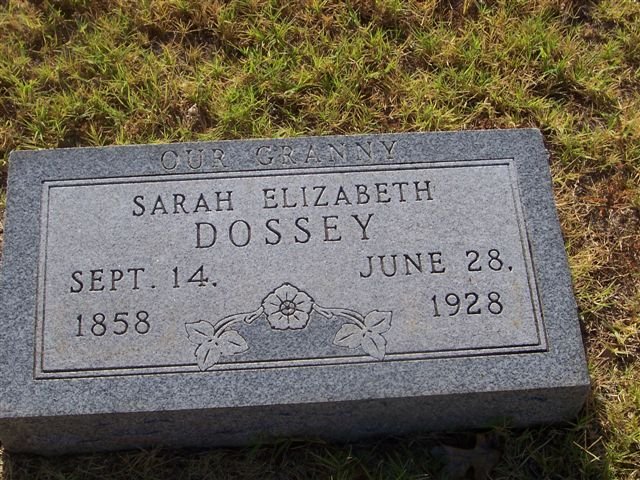 OUR GRANNY
SARAH ELIZABETH
DOSSEY
SEPT. 14. JUNE 28,
1858 1928